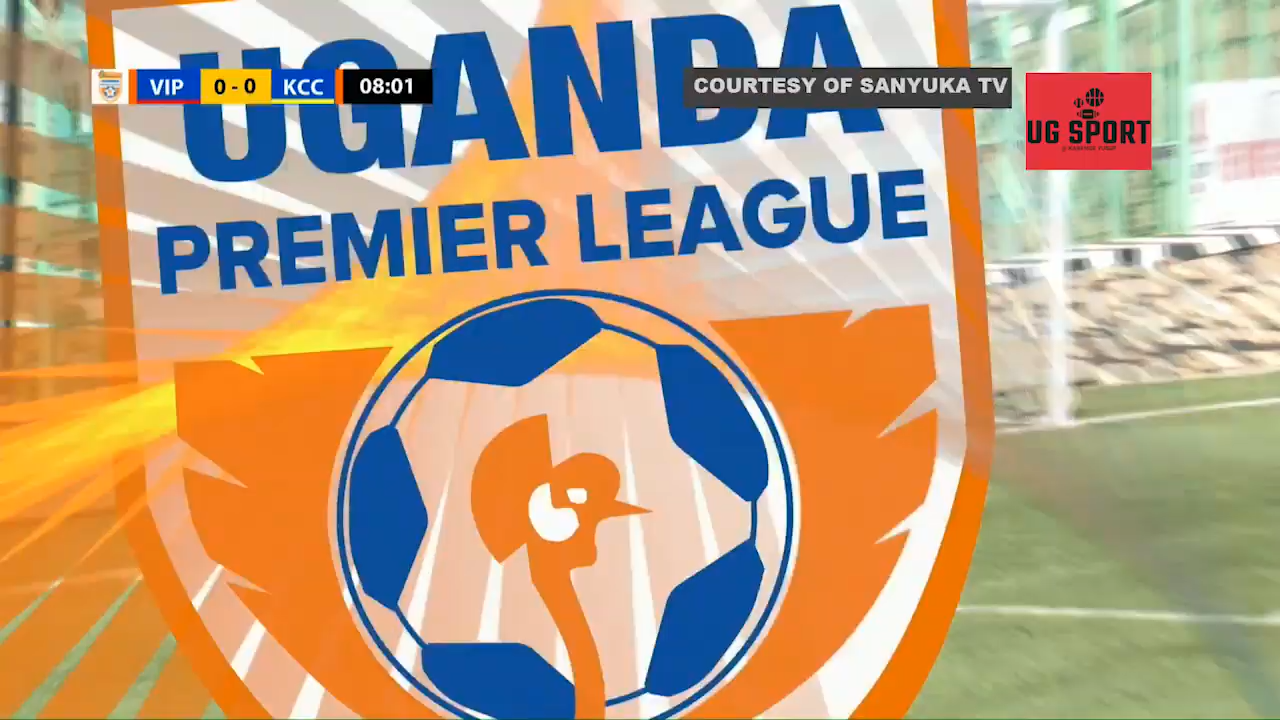 UGANDA
PREMIER LEAGUE
VIP 0 - 0 KCC 08:01
COURTESY OF SANYUKA TV
UG SPORT